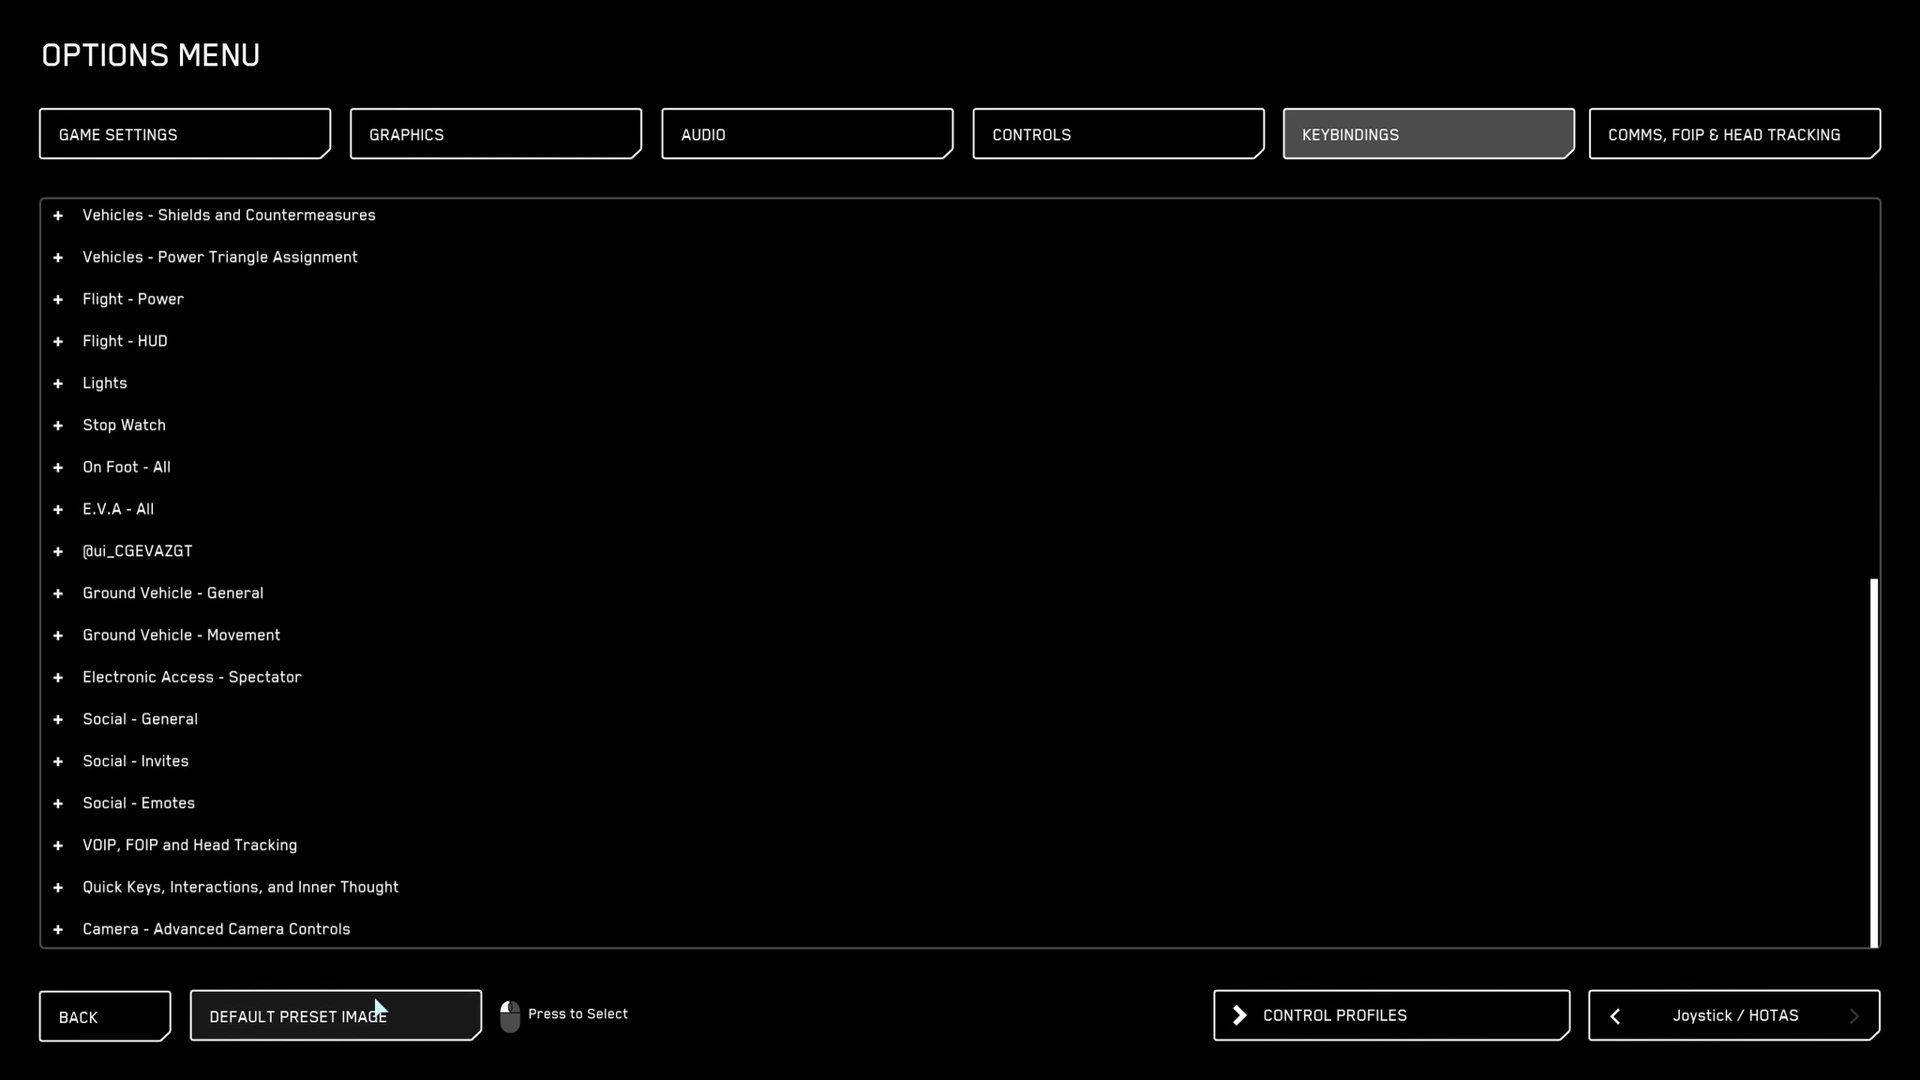 OPTIONS MENU
GAME SETTINGS
GRAPHICS
AUDIO
CONTROLS
KEYBINDINGS
COMMS, FOIP & HEAD TRACKING
+ Vehicles - Shields and Countermeasures
+ Vehicles - Power Triangle Assignment
+ Flight - Power
+ Flight - HUD
+ Lights
+ Stop Watch
+ On Foot - All
+ E.V.A - All
+ @ui_CGEVAZGT
+ Ground Vehicle - General
+ Ground Vehicle - Movement
+ Electronic Access - Spectator
+ Social - General
+ Social - Invites
+ Social - Emotes
+ VOIP, FOIP and Head Tracking
+ Quick Keys, Interactions, and Inner Thought
+ Camera - Advanced Camera Controls
BACK
DEFAULT PRESET IMAGE
Press to Select
CONTROL PROFILES
Joystick / HOTAS